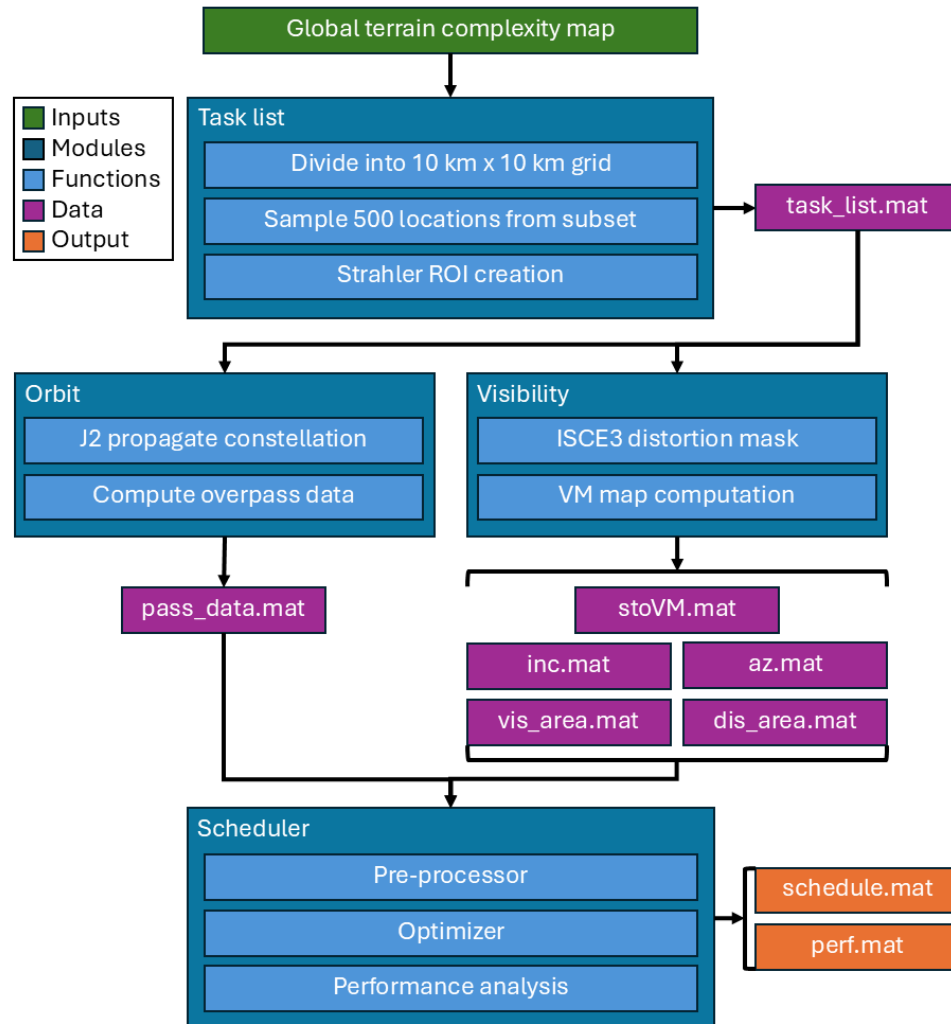 Global terrain complexity map
Inputs
Modules
Functions
Data
Output
Task list
Divide into 10 km x 10 km grid
Sample 500 locations from subset
Strahler ROI creation
task_list.mat
Orbit
J2 propagate constellation
Compute overpass data
Visibility
ISCE3 distortion mask
VM map computation
pass_data.mat
stoVM.mat
inc.mat
az.mat
vis_area.mat
dis_area.mat
Scheduler
Pre-processor
Optimizer
Performance analysis
schedule.mat
perf.mat